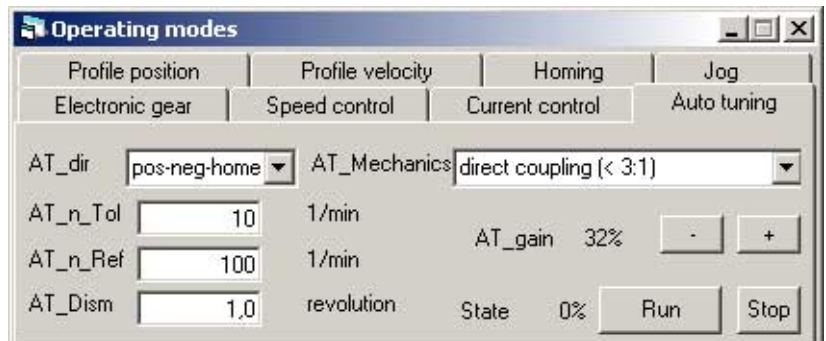 Operating modes
Profile position Profile velocity Homing Jog
Electronic gear Speed control Current control Auto tuning
AT_dir pos-neg-home AT_Mechanics direct coupling (< 3:1)
AT_n_Tol 10 1/min
AT_gain 32% - +
AT_n_Ref 100 1/min
AT_Dism 1,0 revolution State 0% Run Stop